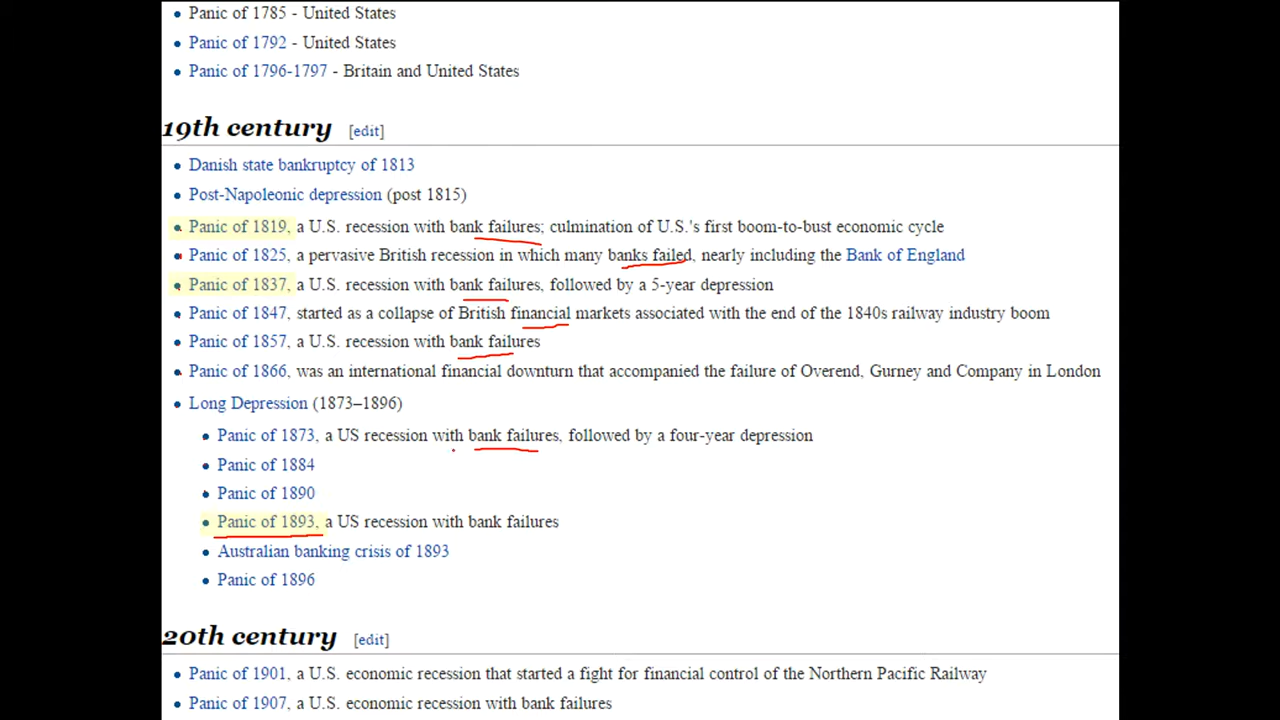 Panic of 1785 - United States
Panic of 1792 - United States
Panic of 1796-1797 - Britain and United States
19th century [edit]
Danish state bankruptcy of 1813
Post-Napoleonic depression (post 1815)
Panic of 1819, a U.S. recession with bank failures; culmination of U.S.'s first boom-to-bust economic cycle
Panic of 1825, a pervasive British recession in which many banks failed, nearly including the Bank of England
Panic of 1837, a U.S. recession with bank failures, followed by a 5-year depression
Panic of 1847, started as a collapse of British financial markets associated with the end of the 1840s railway industry boom
Panic of 1857, a U.S. recession with bank failures
Panic of 1866, was an international financial downturn that accompanied the failure of Overend, Gurney and Company in London
Long Depression (1873–1896)
Panic of 1873, a US recession with bank failures, followed by a four-year depression
Panic of 1884
Panic of 1890
Panic of 1893, a US recession with bank failures
Australian banking crisis of 1893
Panic of 1896
20th century [edit]
Panic of 1901, a U.S. economic recession that started a fight for financial control of the Northern Pacific Railway
Panic of 1907, a U.S. economic recession with bank failures